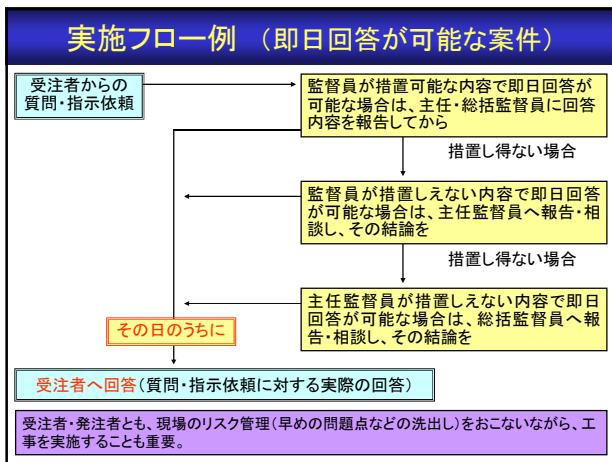 実施フロー例 （即日回答が可能な案件）
受注者からの
質問・指示依頼
監督員が措置可能な内容で即日回答が
可能な場合は、主任・総括監督員に回答
内容を報告してから
措置し得ない場合
監督員が措置しえない内容で即日回答
が可能な場合は、主任監督員へ報告・相
談し、その結論を
措置し得ない場合
主任監督員が措置しえない内容で即日
回答が可能な場合は、総括監督員へ報
告・相談し、その結論を
その日のうちに
受注者へ回答（質問・指示依頼に対する実際の回答）
受注者・発注者とも、現場のリスク管理（早めの問題点などの洗出し）をおこないながら、工
事を実施することも重要。